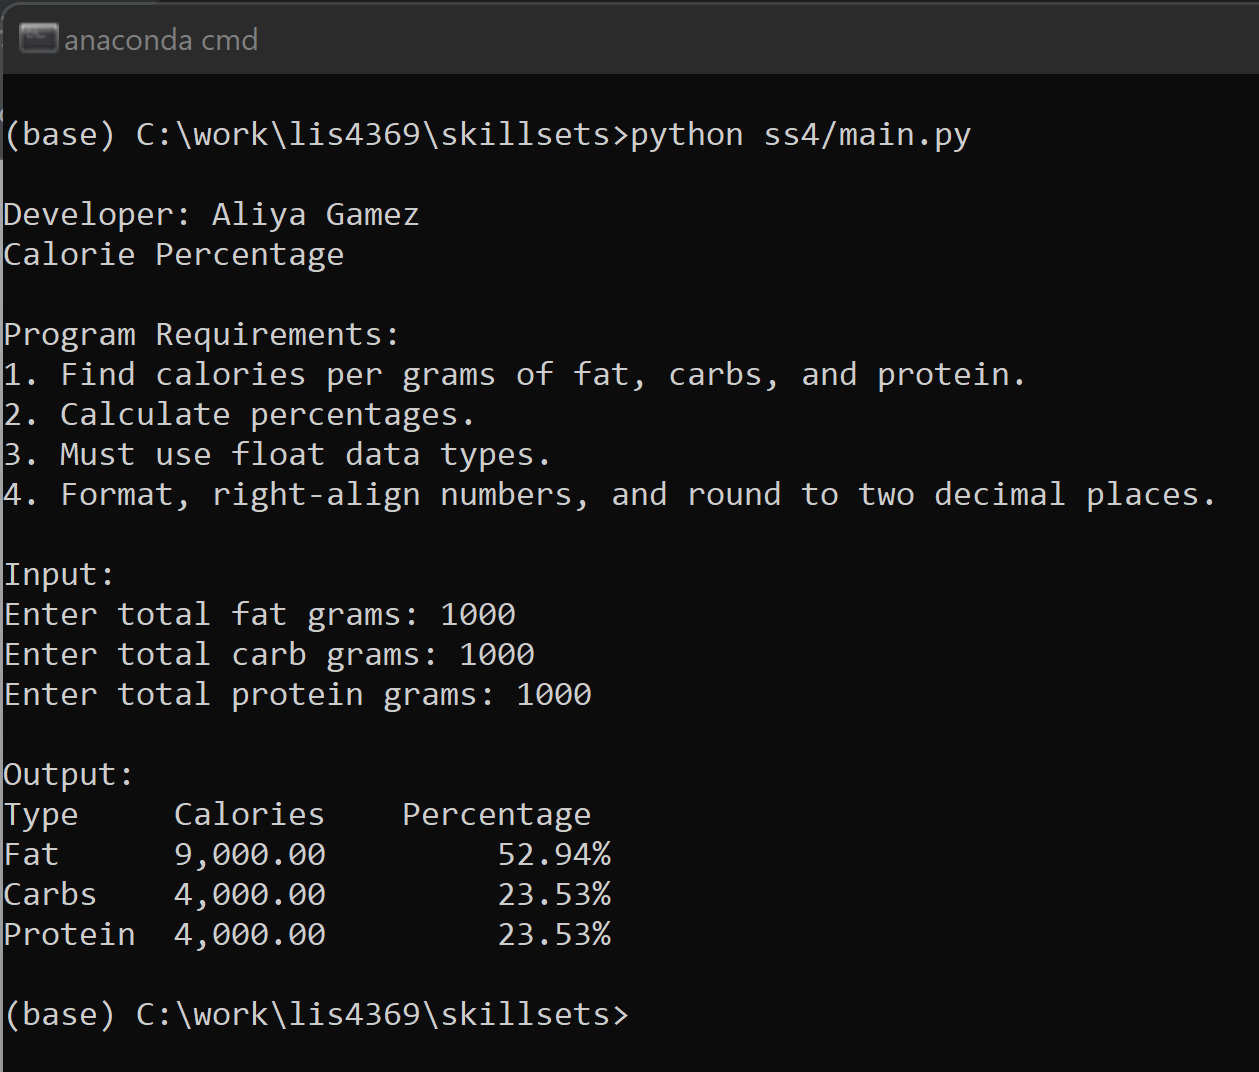 anaconda cmd
(base) C:\work\lis4369\skillsets>python ss4/main.py
Developer: Aliya Gamez
Calorie Percentage
Program Requirements:
1. Find calories per grams of fat, carbs, and protein.
2. Calculate percentages.
3. Must use float data types.
4. Format, right-align numbers, and round to two decimal places.
Input:
Enter total fat grams: 1000
Enter total carb grams: 1000
Enter total protein grams: 1000
Output:
Type     Calories    Percentage
Fat      9,000.00         52.94%
Carbs    4,000.00         23.53%
Protein  4,000.00         23.53%
(base) C:\work\lis4369\skillsets>